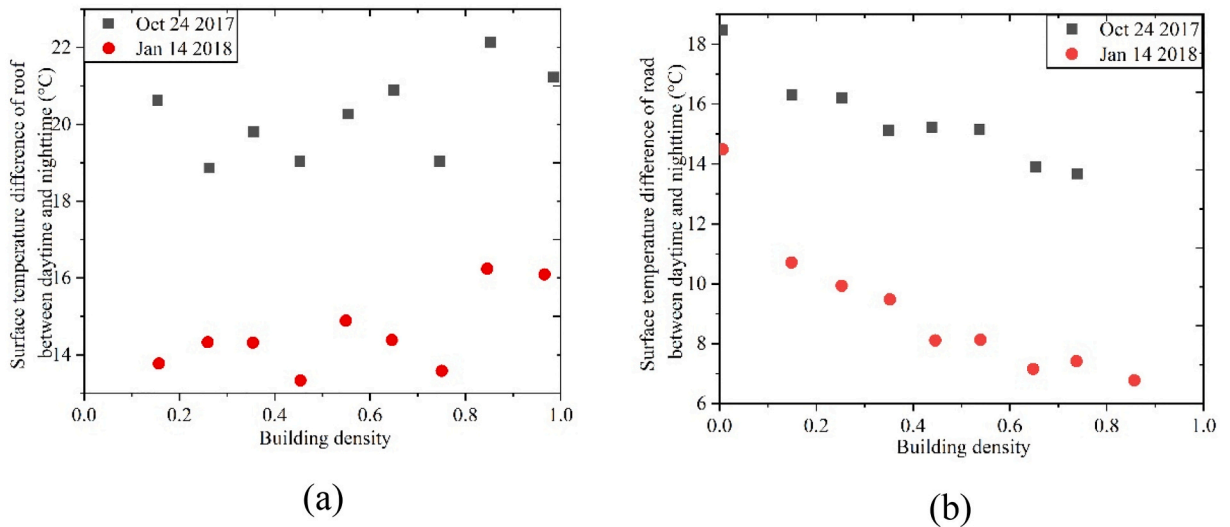 Oct 24 2017
Jan 14 2018
22
20
18
16
14
0.0 0.2 0.4 0.6 0.8 1.0
Surface temperature difference of roof
between daytime and nighttime (°C)
Building density
(a)
Oct 24 2017
Jan 14 2018
18
16
14
12
10
8
6
0.0 0.2 0.4 0.6 0.8 1.0
Surface temperature difference of road
between daytime and nighttime (°C)
Building density
(b)